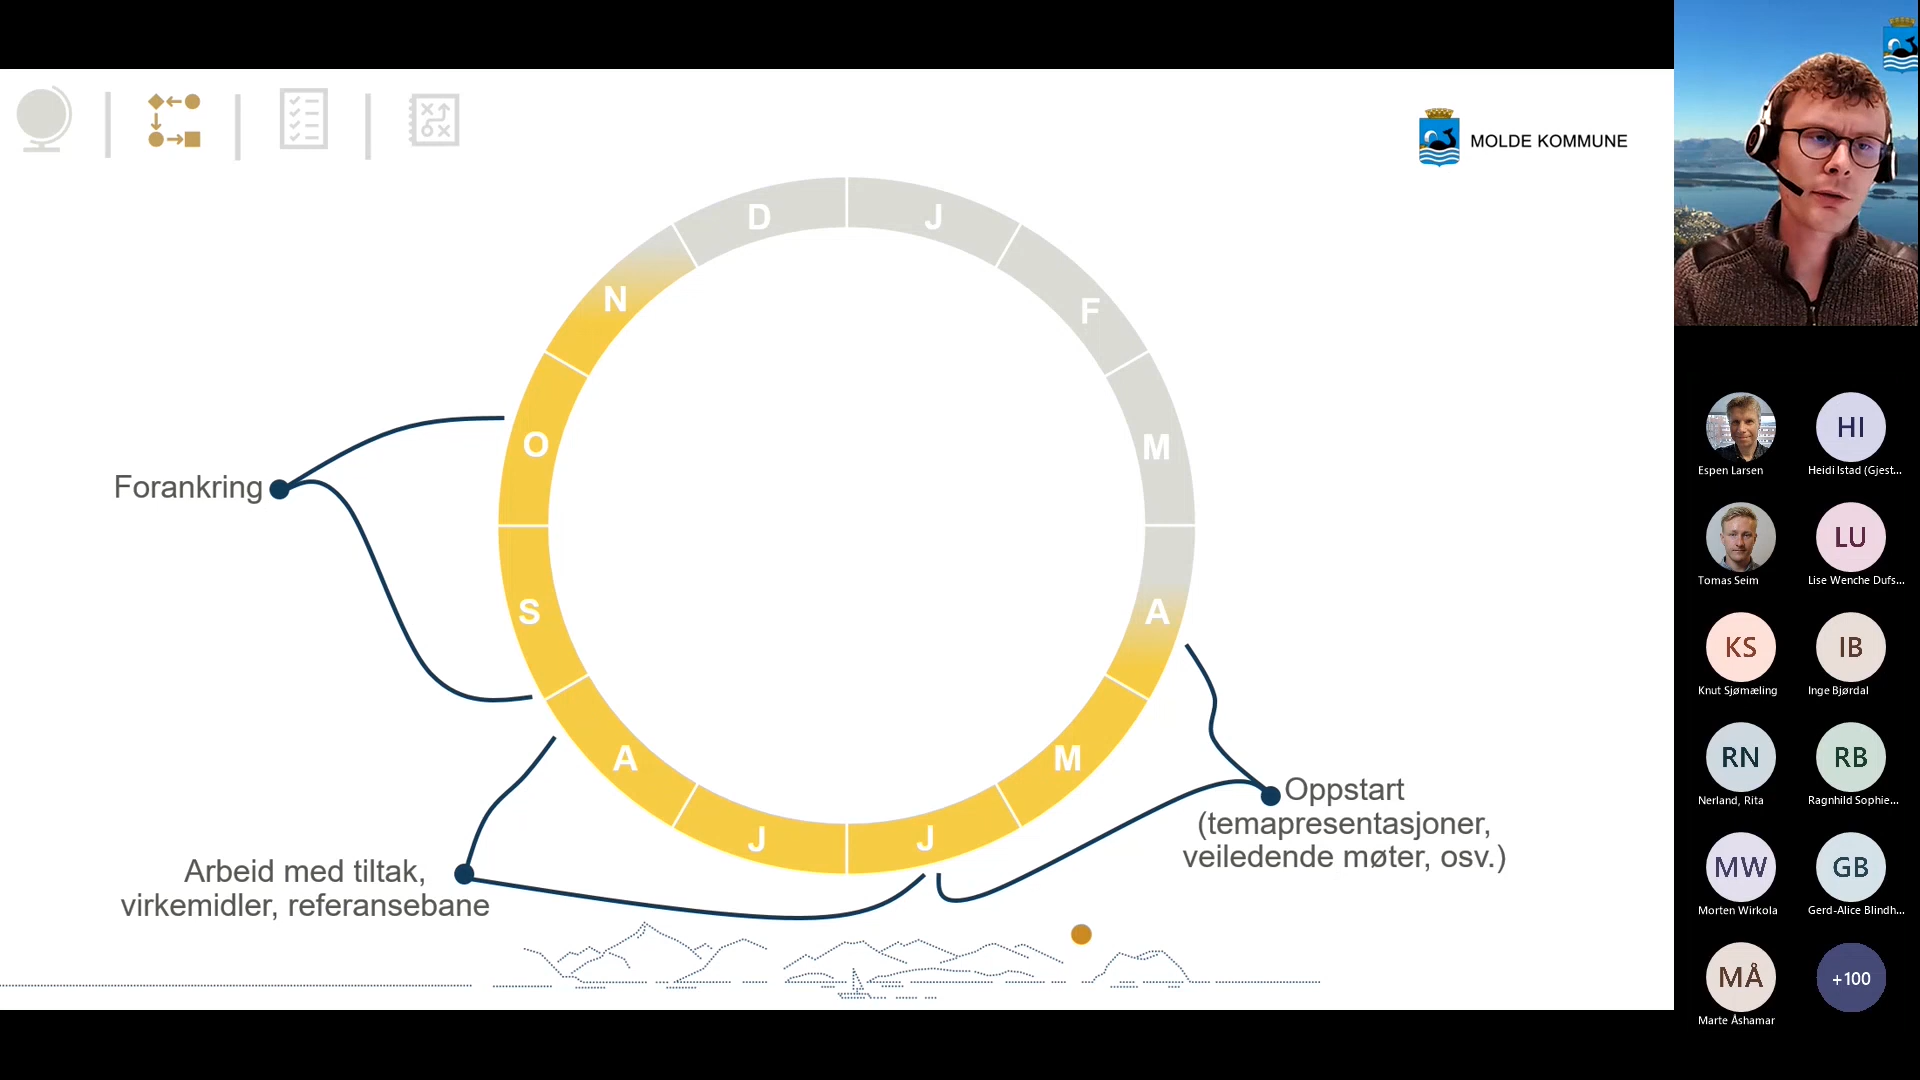 MOLDE KOMMUNE
D
J
N
F
O
M
Forankring
S
A
A
M
J
J
Oppstart
(temapresentasjoner,
veiledende møter, osv.)
Arbeid med tiltak,
virkemidler, referansebane
Espen Larsen
HI
Heidi Istad (Gjest...
Tomas Seim
LU
Lise Wenche Dufs...
KS
Knut Sjømæling
IB
Inge Bjørdal
RN
Nerland, Rita
RB
Ragnhild Sophie...
MW
Morten Wirkola
GB
Gerd-Alice Blindh...
MÅ
Marte Åshamar
+100